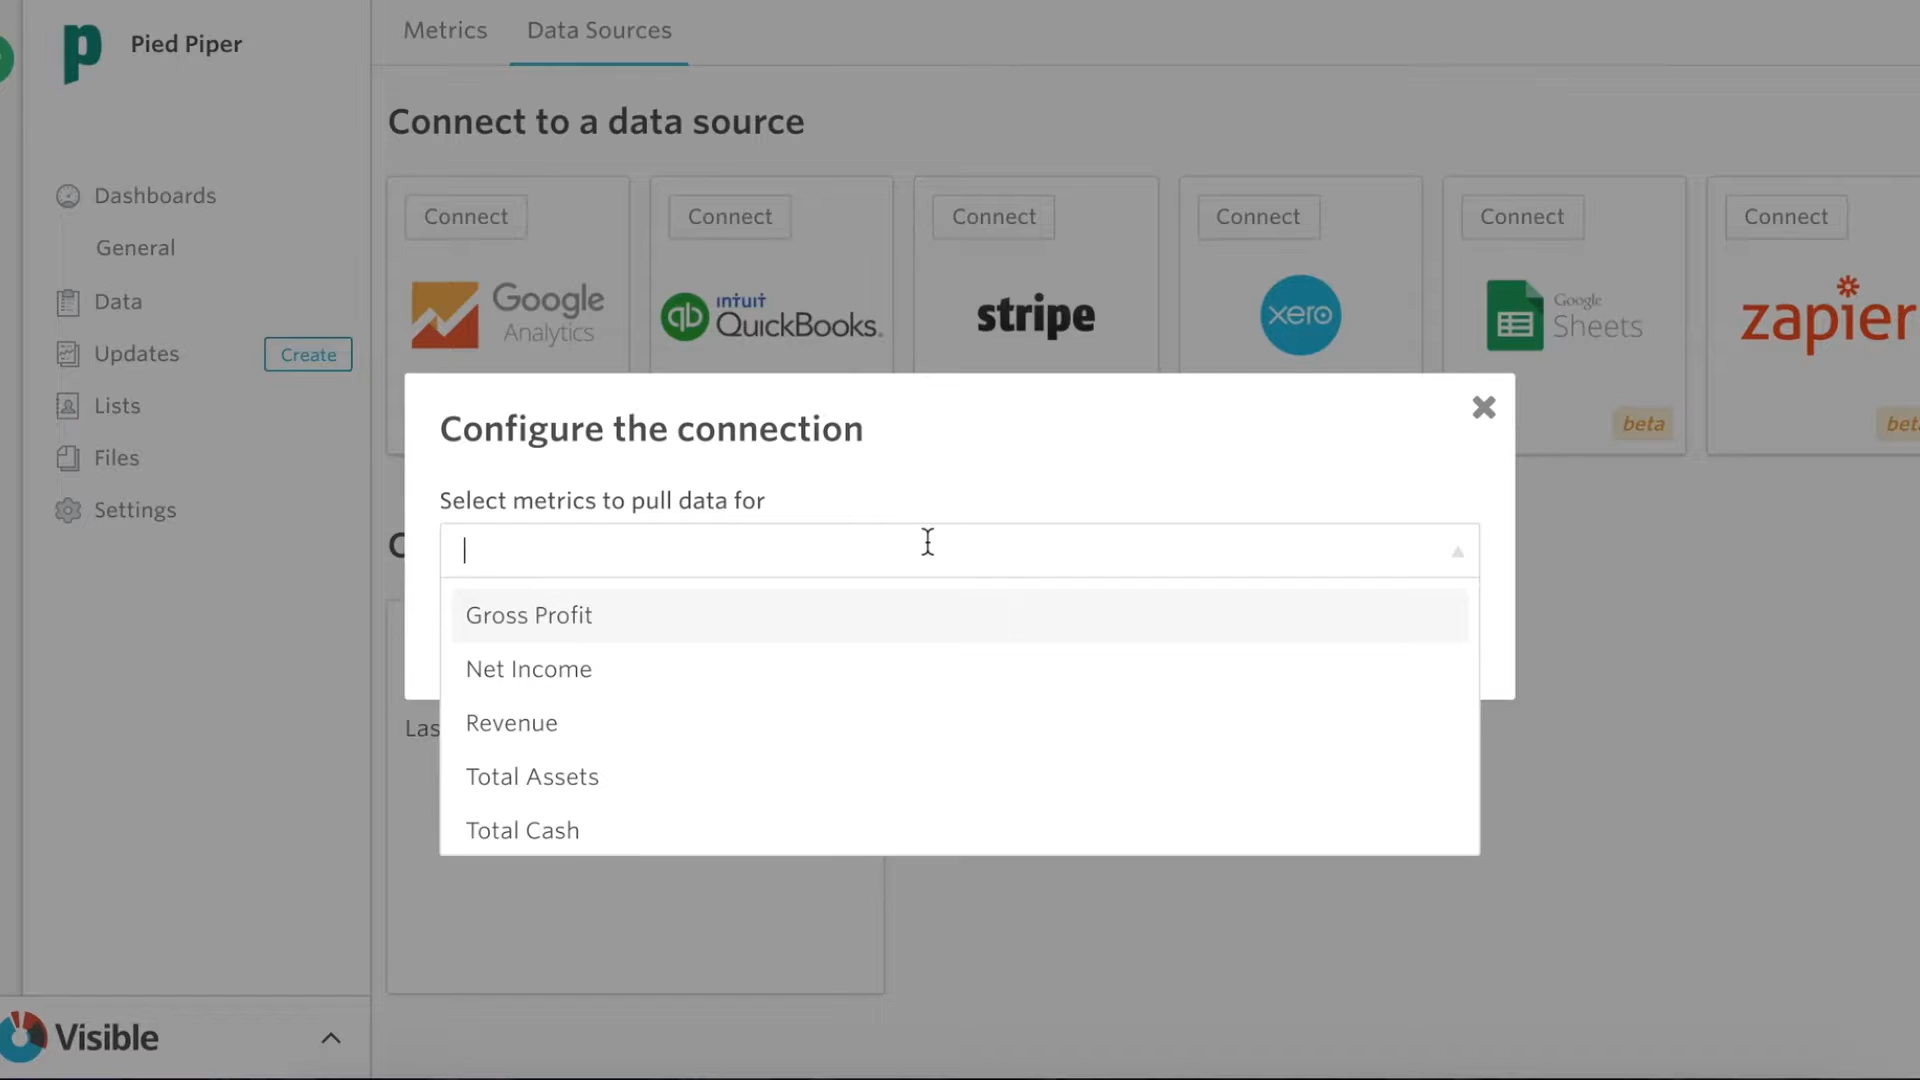 Pied Piper
Metrics
Data Sources
Connect to a data source
Dashboards
General
Data
Updates
Create
Lists
Files
Settings
Connect
Connect
Connect
Connect
Connect
Connect
Google
Analytics
intuit
qb QuickBooks.
stripe
xero
Google
Sheets
zapier
beta
Configure the connection
Select metrics to pull data for
Gross Profit
Net Income
Revenue
Total Assets
Total Cash
Visible